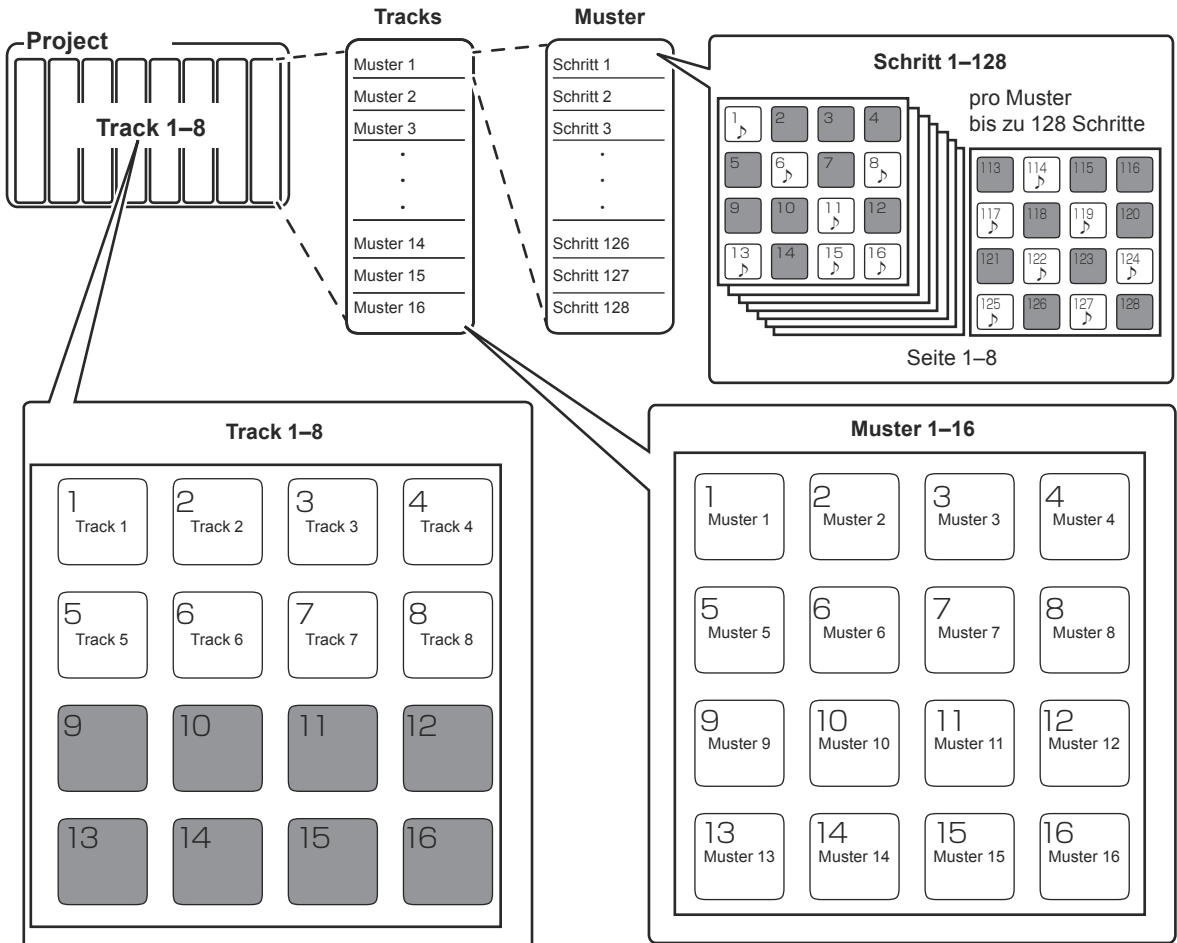 Project
Track 1–8
Tracks
Muster 1
Muster 2
Muster 3
.
.
.
Muster 14
Muster 15
Muster 16
Muster
Schritt 1
Schritt 2
Schritt 3
.
.
.
Schritt 126
Schritt 127
Schritt 128
Schritt 1–128
pro Muster
bis zu 128 Schritte
1 2 3 4
5 6 7 8
9 10 11 12
13 14 15 16
113 114 115 116
117 118 119 120
121 122 123 124
125 126 127 128
Seite 1–8
Track 1–8
1 2 3 4
Track 1 Track 2 Track 3 Track 4
5 6 7 8
Track 5 Track 6 Track 7 Track 8
9 10 11 12
13 14 15 16
Muster 1–16
1 2 3 4
Muster 1 Muster 2 Muster 3 Muster 4
5 6 7 8
Muster 5 Muster 6 Muster 7 Muster 8
9 10 11 12
Muster 9 Muster 10 Muster 11 Muster 12
13 14 15 16
Muster 13 Muster 14 Muster 15 Muster 16